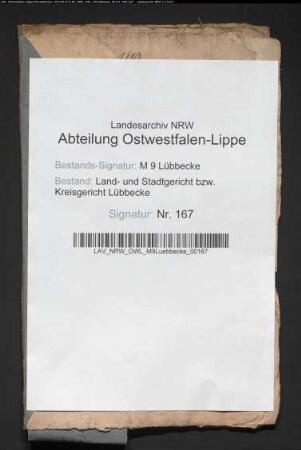 Landesarchiv NRW
Abteilung Ostwestfalen-Lippe
Bestands-Signatur: M 9 Lübbecke
Bestand: Land- und Stadtgericht bzw.
Kreisgericht Lübbecke
Signatur: Nr. 167
LAV_NRW_OWL_M9Luebbecke_00167